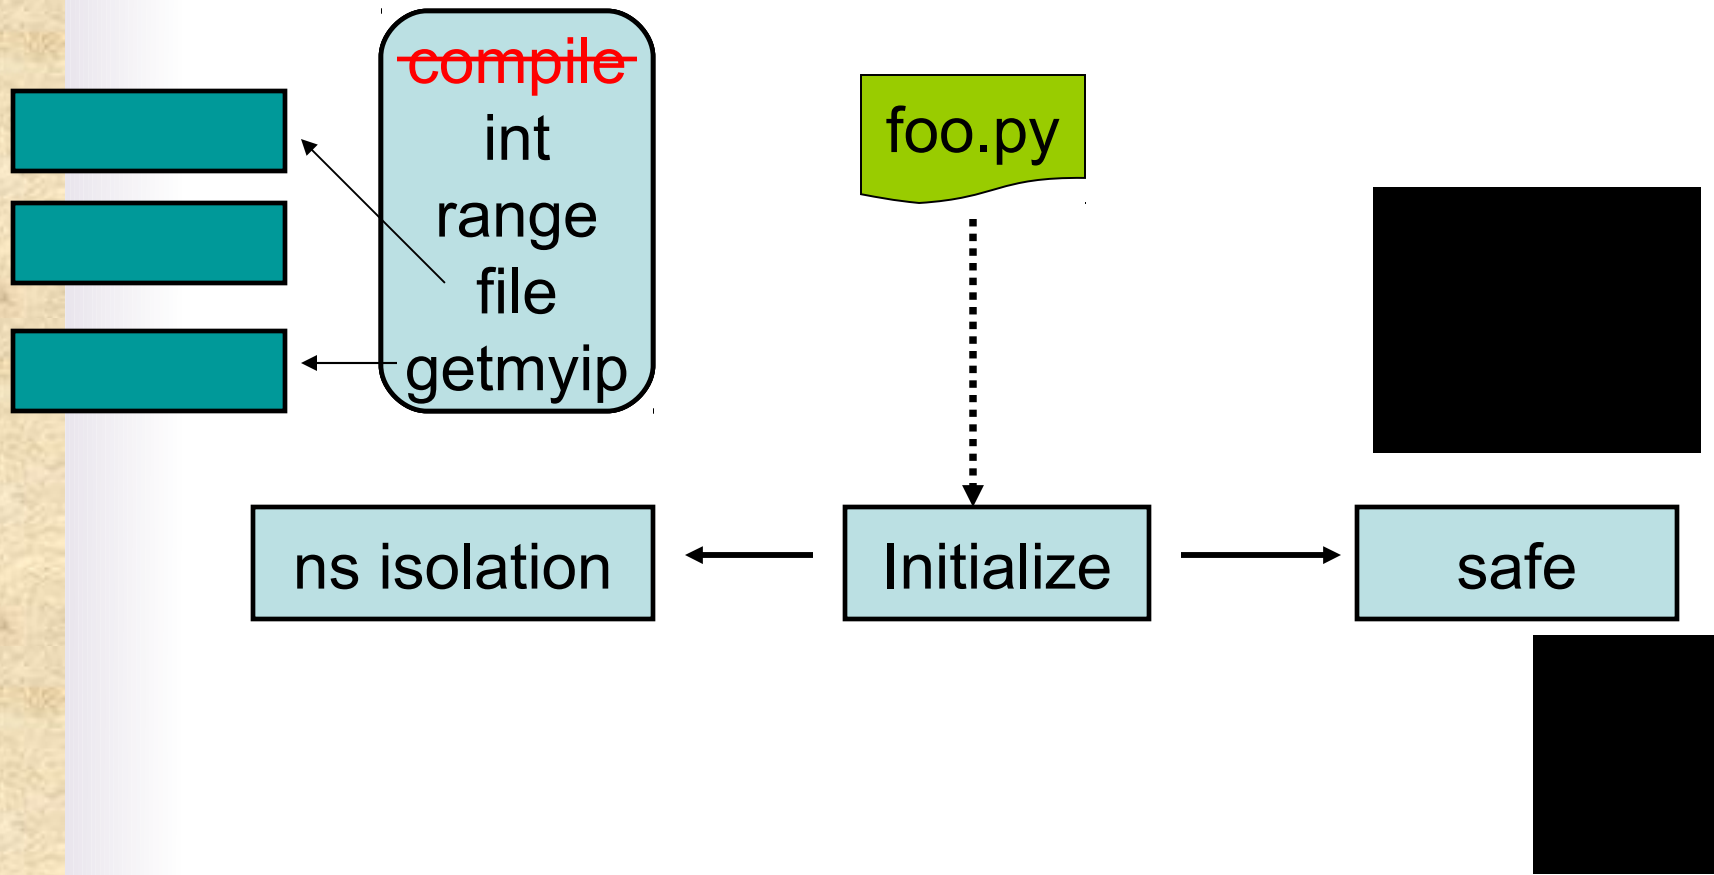 compile
int
range
file
getmyip
foo.py
ns isolation
Initialize
safe